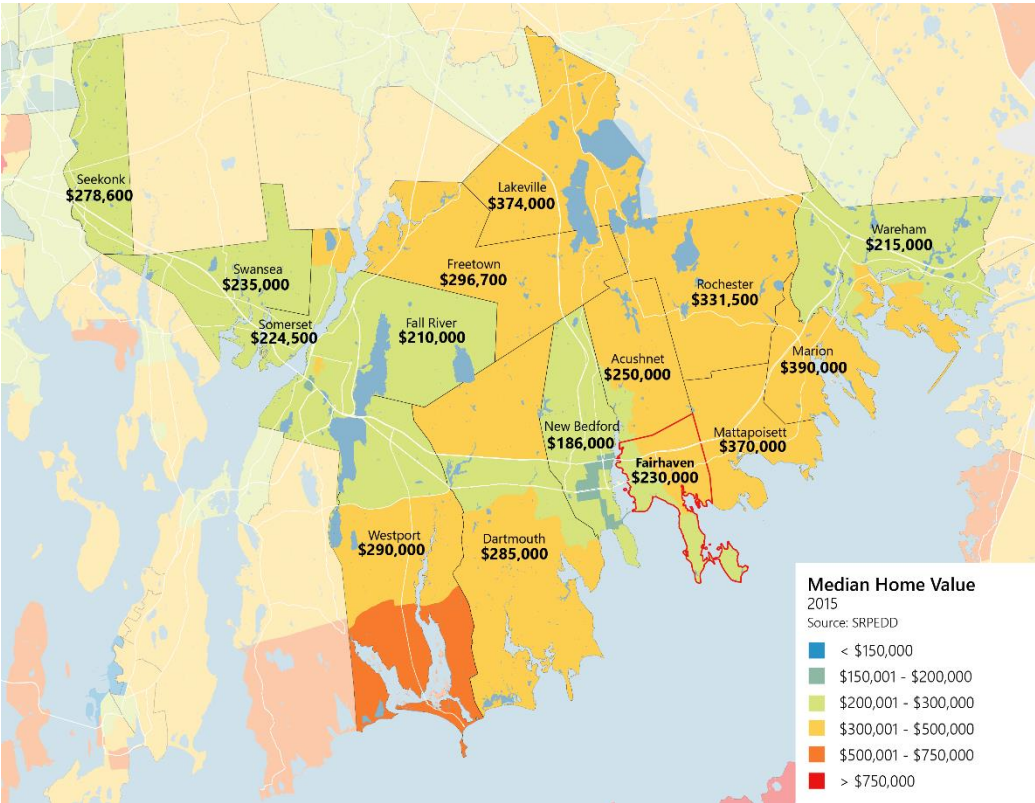 Seekonk
$278,600
Lakeville
$374,000
Wareham
$215,000
Swansea
$235,000
Freetown
$296,700
Rochester
$331,500
Somerset
$224,500
Fall River
$210,000
Acushnet
$250,000
Marion
$390,000
New Bedford
$186,000
Mattapoisett
$370,000
Fairhaven
$230,000
Westport
$290,000
Dartmouth
$285,000
Median Home Value
2015
Source: SRPEDD
< $150,000
$150,001 - $200,000
$200,001 - $300,000
$300,001 - $500,000
$500,001 - $750,000
> $750,000